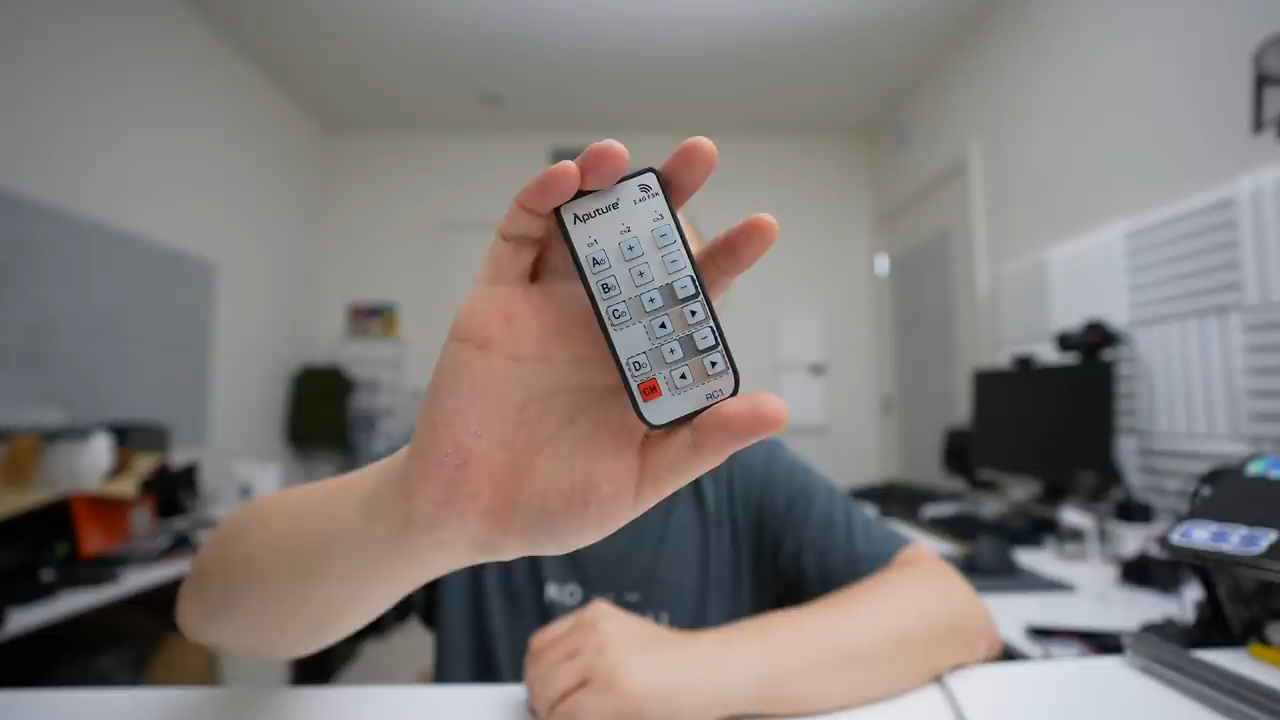 Aputure®
2.4G FSK
ch1 ch2 ch3
A + -
B + -
C + -
◀ ▶
D + -
CH ◀ ▶
RC1